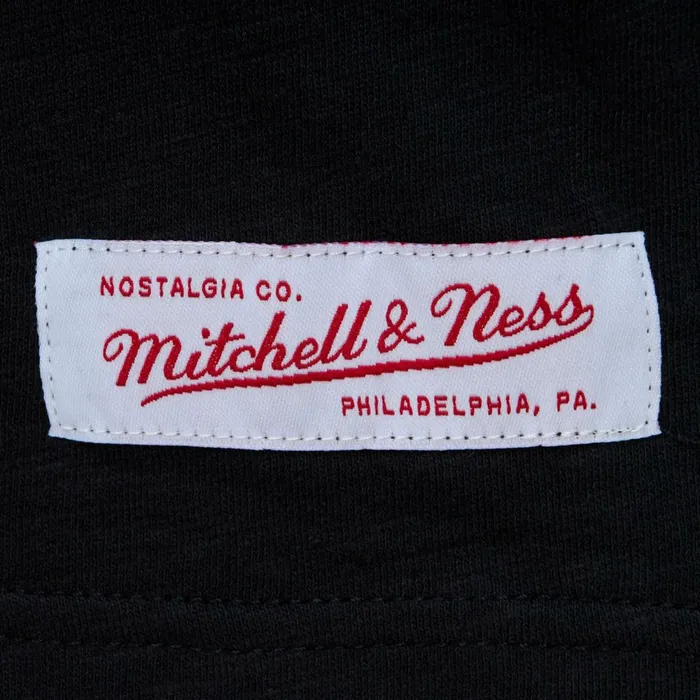 NOSTALGIA CO.
Mitchell & Ness
PHILADELPHIA, PA.